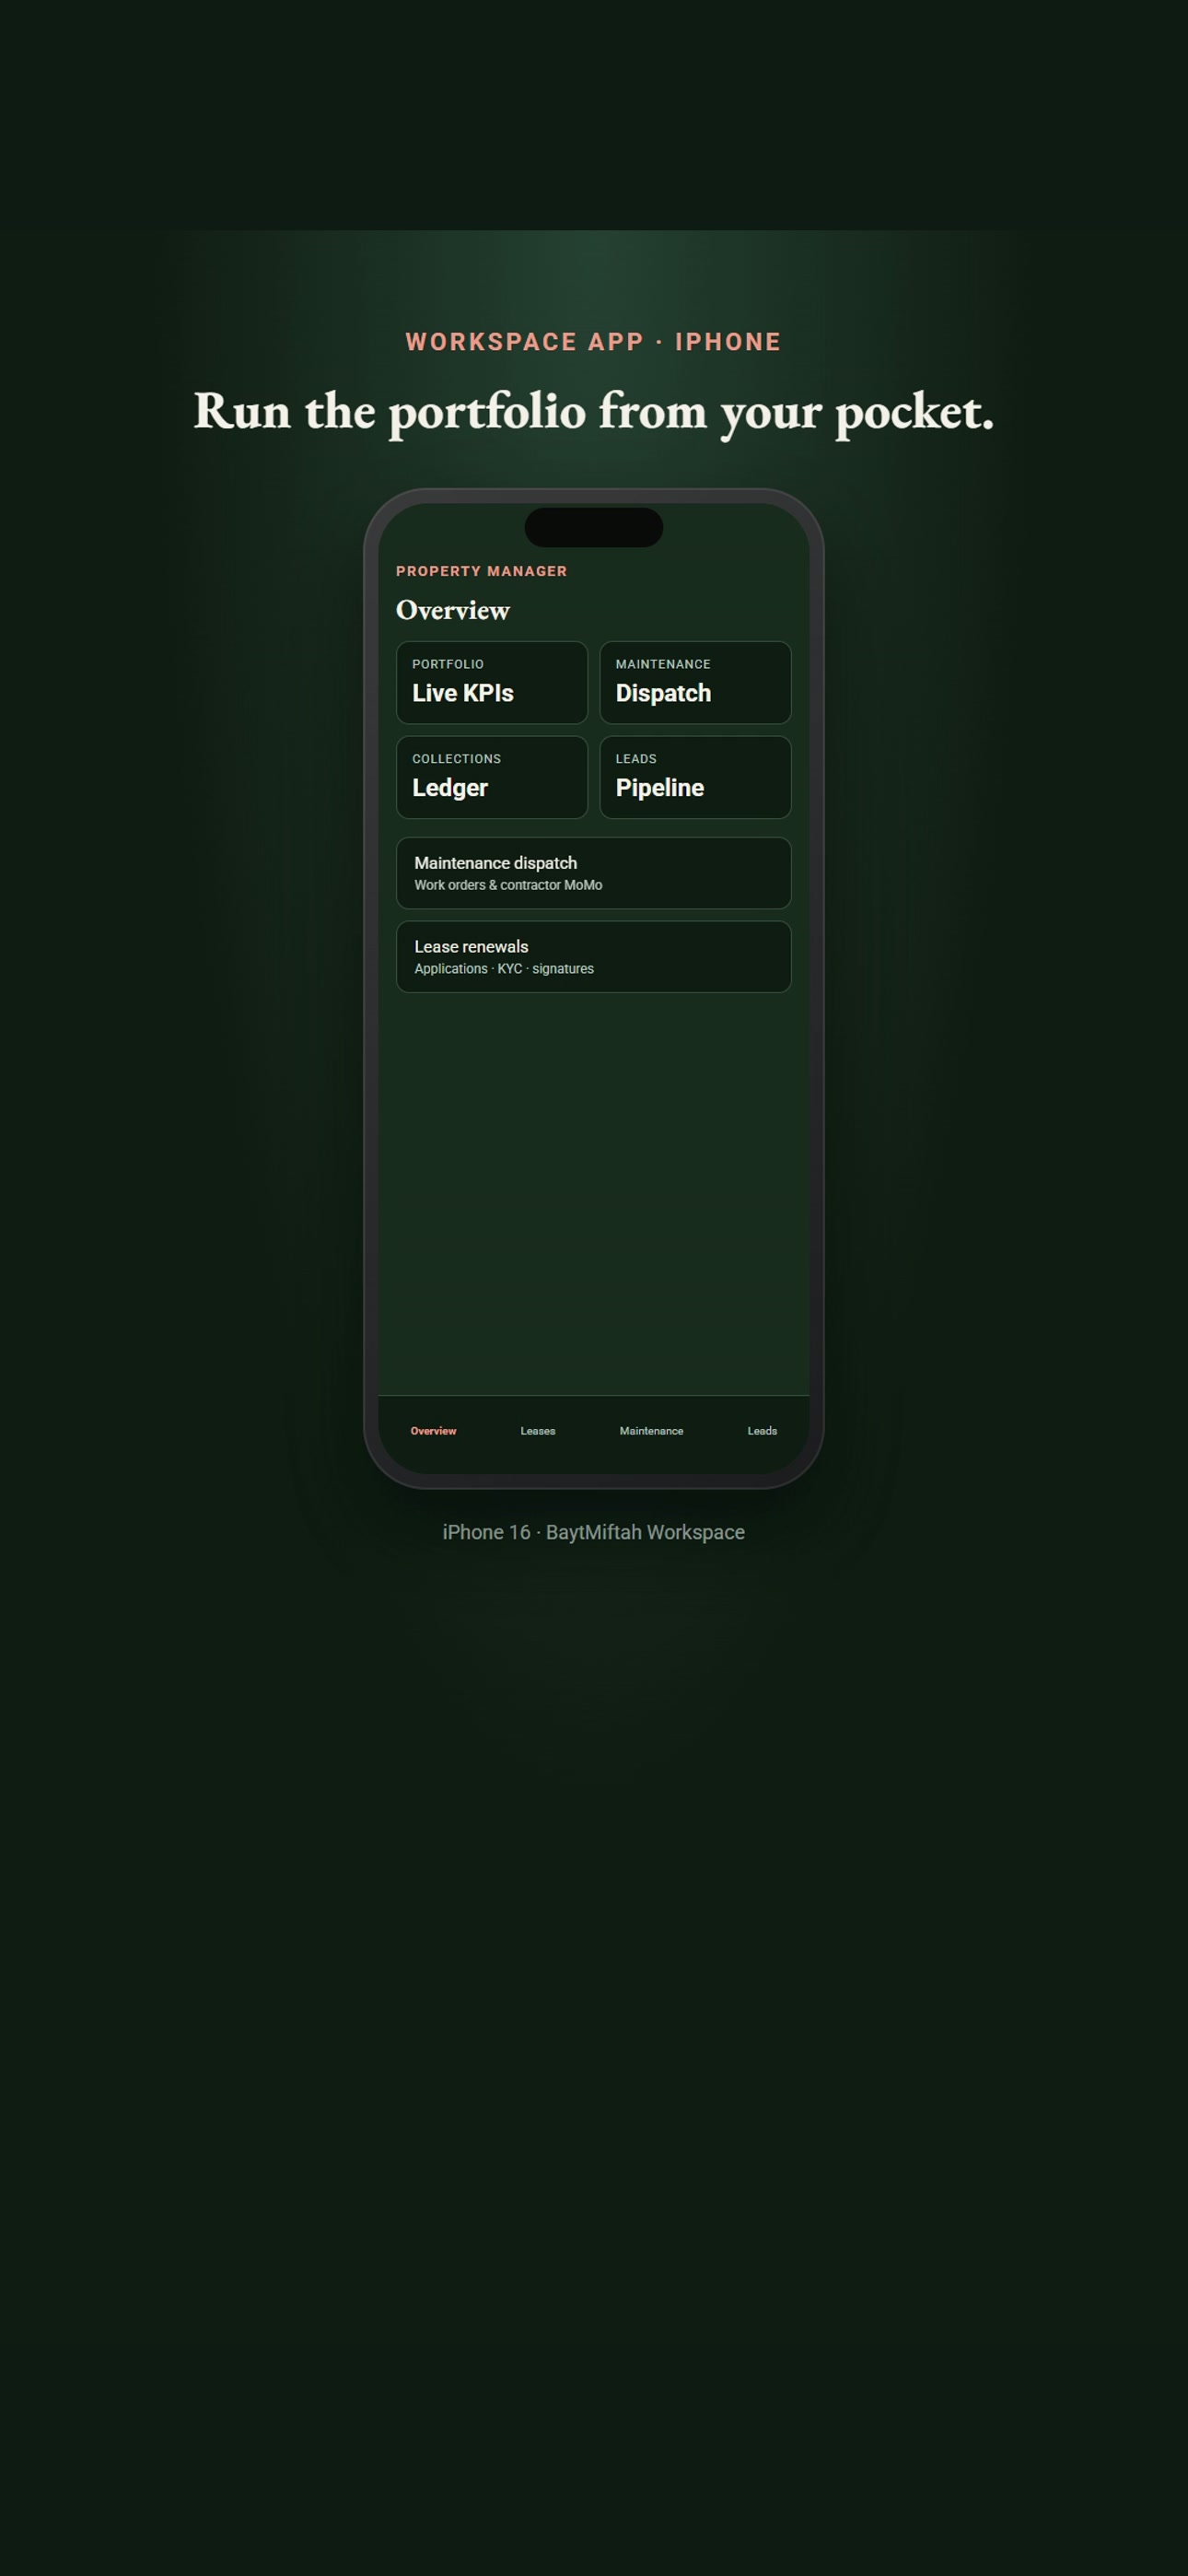 WORKSPACE APP · IPHONE
Run the portfolio from your pocket.
PROPERTY MANAGER
Overview
PORTFOLIO
Live KPIs
MAINTENANCE
Dispatch
COLLECTIONS
Ledger
LEADS
Pipeline
Maintenance dispatch
Work orders & contractor MoMo
Lease renewals
Applications · KYC · signatures
Overview Leases Maintenance Leads
iPhone 16 · BaytMiftah Workspace